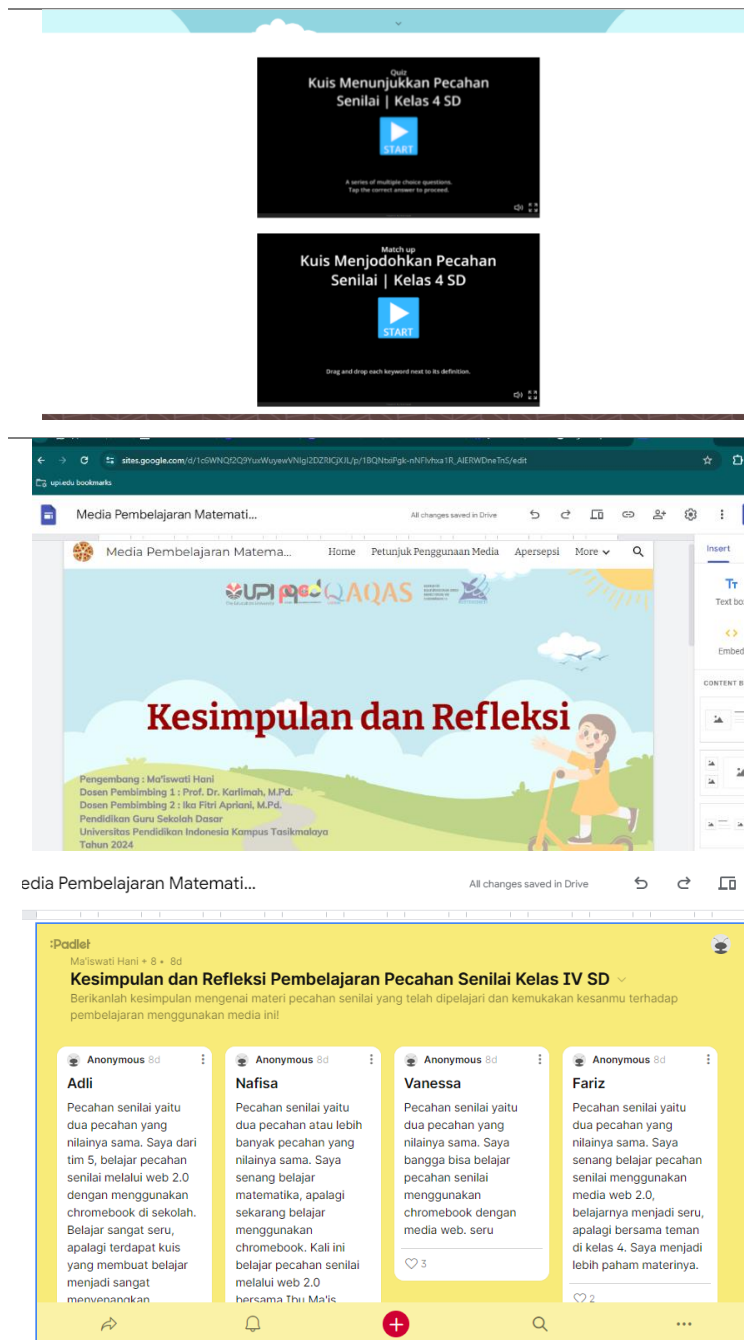 Quiz
Kuis Menunjukkan Pecahan
Senilai | Kelas 4 SD
START
A series of multiple choice questions.
Tap the correct answer to proceed.
Match up
Kuis Menjodohkan Pecahan
Senilai | Kelas 4 SD
START
Drag and drop each keyword next to its definition.
upi.edu bookmarks
Media Pembelajaran Matemati...
All changes saved in Drive
Media Pembelajaran Matema...
Home
Petunjuk Penggunaan Media
Apersepsi
More
Insert
UPI
QAQAS
Tt
Text bo
Embed
CONTENT B
Kesimpulan dan Refleksi
Pengembang : Ma'iswati Hani
Dosen Pembimbing 1 : Prof. Dr. Karlimah, M.Pd.
Dosen Pembimbing 2 : Ika Fitri Apriani, M.Pd.
Pendidikan Guru Sekolah Dasar
Universitas Pendidikan Indonesia Kampus Tasikmalaya
Tahun 2024
edia Pembelajaran Matemati...
All changes saved in Drive
:Padlet
Ma'iswati Hani + 8 • 8d
Kesimpulan dan Refleksi Pembelajaran Pecahan Senilai Kelas IV SD
Berikanlah kesimpulan mengenai materi pecahan senilai yang telah dipelajari dan kemukakan kesanmu terhadap
pembelajaran menggunakan media ini!
Anonymous 8d
Adli
Pecahan senilai yaitu
dua pecahan yang
nilainya sama. Saya dari
tim 5, belajar pecahan
senilai melalui web 2.0
dengan menggunakan
chromebook di sekolah.
Belajar sangat seru,
apalagi terdapat kuis
yang membuat belajar
menjadi sangat
menyenangkan
Anonymous 8d
Nafisa
Pecahan senilai yaitu
dua pecahan atau lebih
banyak pecahan yang
nilainya sama. Saya
senang belajar
matematika, apalagi
sekarang belajar
menggunakan
chromebook. Kali ini
belajar pecahan senilai
melalui web 2.0
bersama Ibu Ma'is
Anonymous 8d
Vanessa
Pecahan senilai yaitu
dua pecahan yang
nilainya sama. Saya
bangga bisa belajar
pecahan senilai
menggunakan
chromebook dengan
media web. seru
3
Anonymous 8d
Fariz
Pecahan senilai yaitu
dua pecahan yang
nilainya sama. Saya
senang belajar pecahan
senilai menggunakan
media web 2.0,
belajarnya menjadi seru,
apalagi bersama teman
di kelas 4. Saya menjadi
lebih paham materinya.
2